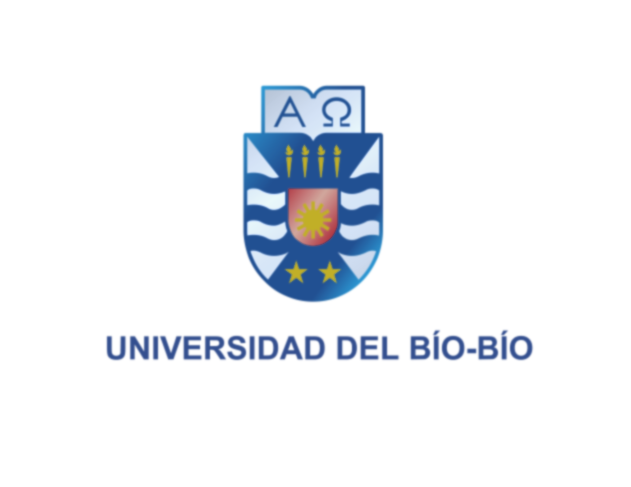 Α Ω
UNIVERSIDAD DEL BÍO-BÍO